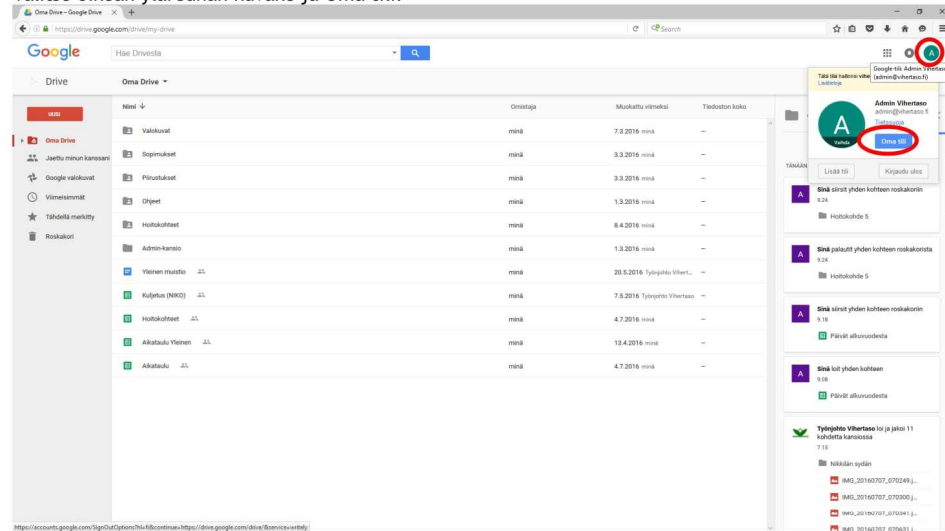 Oma Drive – Google Drive
https://drive.google.com/drive/my-drive
Search
Google
Hae Drivesta
Google-tili: Admin Vihertaso
(admin@vihertaso.fi)
Drive
Oma Drive
Tätä tiliä hallinnoi
Lisätietoja
Admin Vihertaso
admin@vihertaso.fi
Tietosuoja
Oma tili
A
Vaihda
Lisää tili
Kirjaudu ulos
UUSI
Oma Drive
Jaettu minun kanssani
Google valokuvat
Viimeisimmät
Tähdellä merkitty
Roskakori
Nimi Omistaja Muokattu viimeksi Tiedoston koko
Valokuvat minä 7.3.2016 minä –
Sopimukset minä 3.3.2016 minä –
Piirustukset minä 3.3.2016 minä –
Ohjeet minä 1.3.2016 minä –
Hoitokohteet minä 8.4.2016 minä –
Admin-kansio minä 1.3.2016 minä –
Yleinen muistio minä 20.5.2016 Työnjohto Vihert... –
Kuljetus (NIKO) minä 7.5.2016 Työnjohto Vihertaso –
Hoitokohteet minä 4.7.2016 minä –
Aikataulu Yleinen minä 13.4.2016 minä –
Aikataulu minä 4.7.2016 minä –
TÄNÄÄN
A Sinä siirsit yhden kohteen roskakoriin
9.24
Hoitokohde 5
A Sinä palautit yhden kohteen roskakorista
9.24
Hoitokohde 5
A Sinä siirsit yhden kohteen roskakoriin
9.18
Päivät alkuvuodesta
A Sinä loit yhden kohteen
9.08
Päivät alkuvuodesta
Työnjohto Vihertaso loi ja jakoi 11
kohdetta kansiossa
7.15
Nikkilän sydän
IMG_20160707_070249.j...
IMG_20160707_070300.j...
IMG_20160707_070341.j...
IMG_20160707_070631.j...
https://accounts.google.com/SignOutOptions?hl=fi&continue=https://drive.google.com/drive/&service=writely